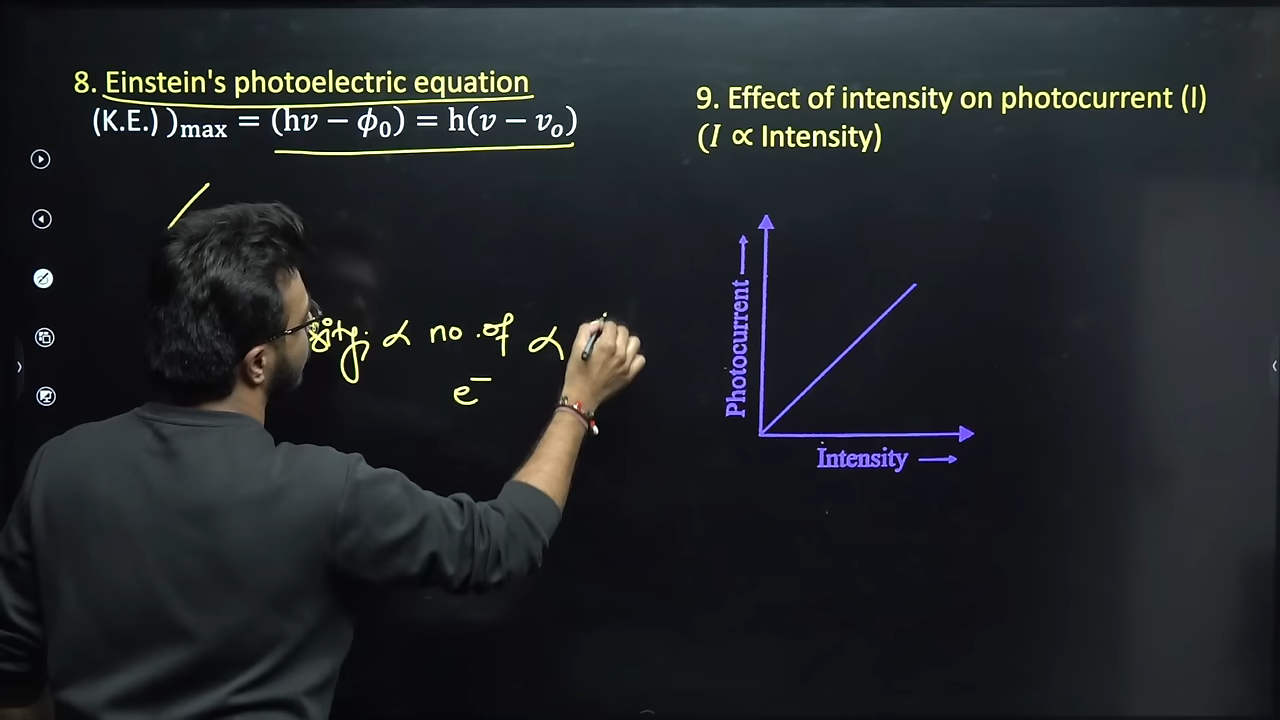 8. Einstein's photoelectric equation
(K.E.) )max = (hν − ϕ0) = h(ν − νo)
sity ∝ no. of ∝
e⁻
9. Effect of intensity on photocurrent (I)
(I ∝ Intensity)
Photocurrent →
Intensity →